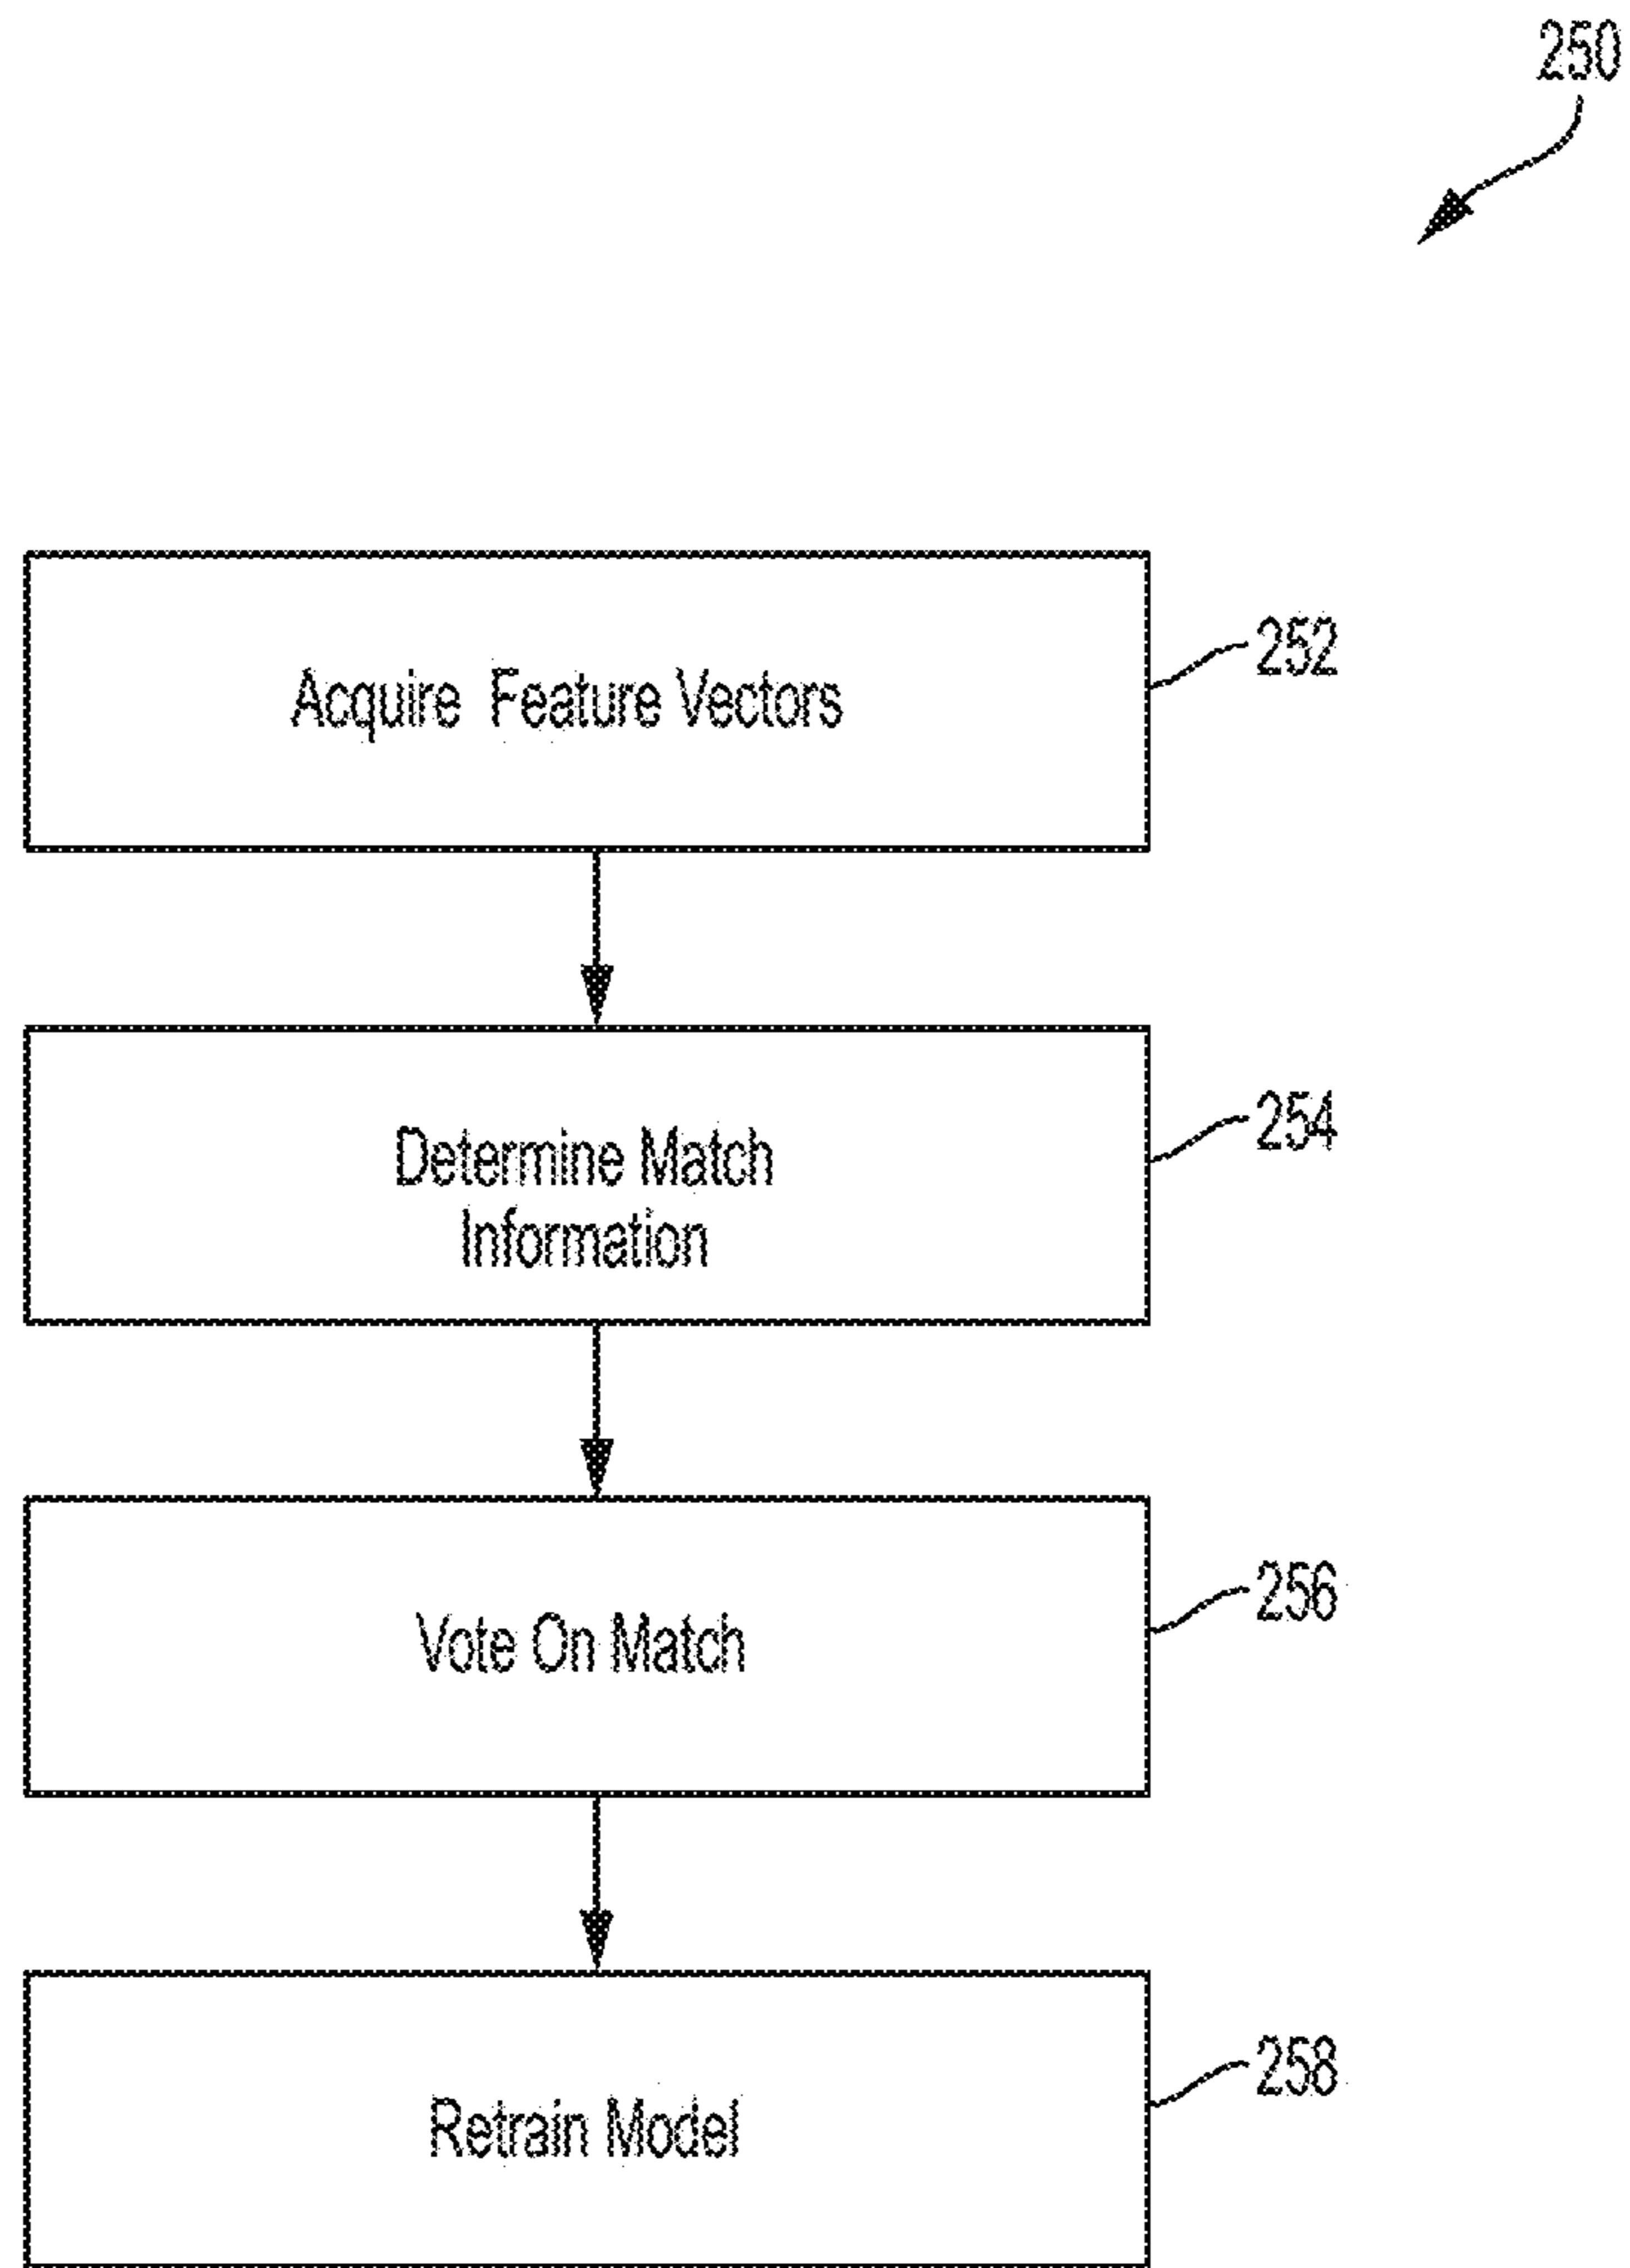 250
Acquire Feature Vectors
252
Determine Match
Information
254
Vote On Match
256
Retrain Model
258